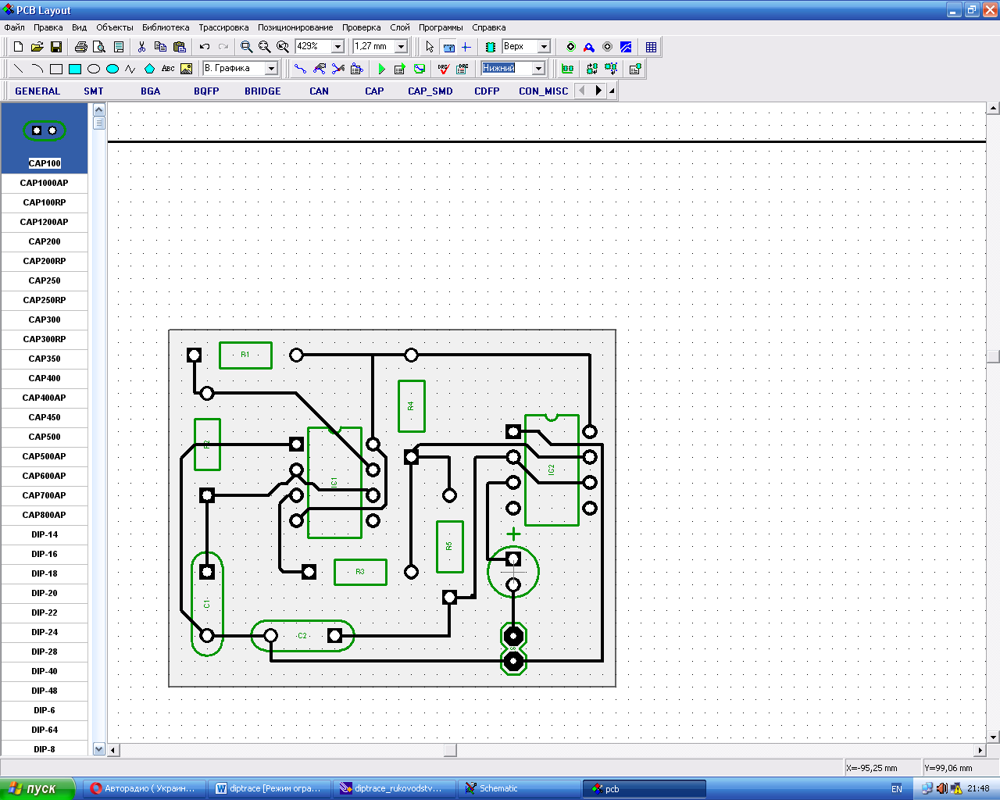 PCB Layout
Файл Правка Вид Объекты Библиотека Трассировка Позиционирование Проверка Слой Программы Справка
429% 1,27 mm Верх
Abc В. Графика DRC DRC Нижний
GENERAL SMT BGA BQFP BRIDGE CAN CAP CAP_SMD CDFP CON_MISC
CAP100
CAP1000AP
CAP100RP
CAP1200AP
CAP200
CAP200RP
CAP250
CAP250RP
CAP300
CAP300RP
CAP350
CAP400
CAP400AP
CAP450
CAP500
CAP500AP
CAP600AP
CAP700AP
CAP800AP
DIP-14
DIP-16
DIP-18
DIP-20
DIP-22
DIP-24
DIP-28
DIP-40
DIP-48
DIP-6
DIP-64
DIP-8
R1
R4
R2
IC1
IC2
+
R5
R3
C1
C2
X=-95,25 mm Y=99,06 mm
пуск Авторадио ( Украин... diptrace [Режим огра... diptrace_rukovodstv... Schematic pcb EN 21:48